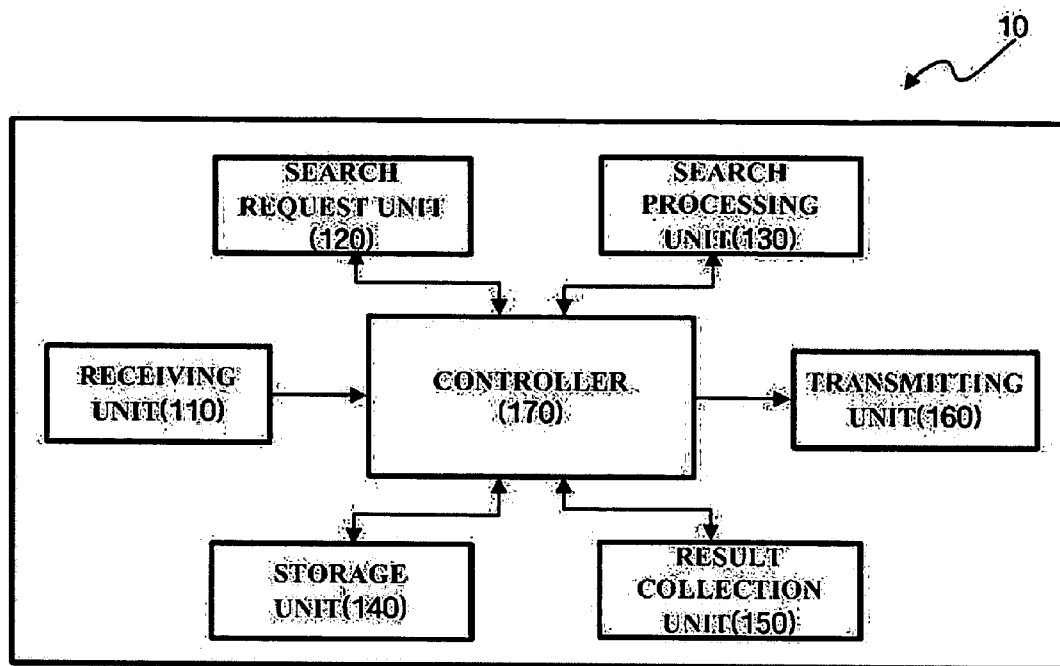 10
SEARCH
REQUEST UNIT
(120)
SEARCH
PROCESSING
UNIT(130)
RECEIVING
UNIT(110)
CONTROLLER
(170)
TRANSMITTING
UNIT(160)
STORAGE
UNIT(140)
RESULT
COLLECTION
UNIT(150)